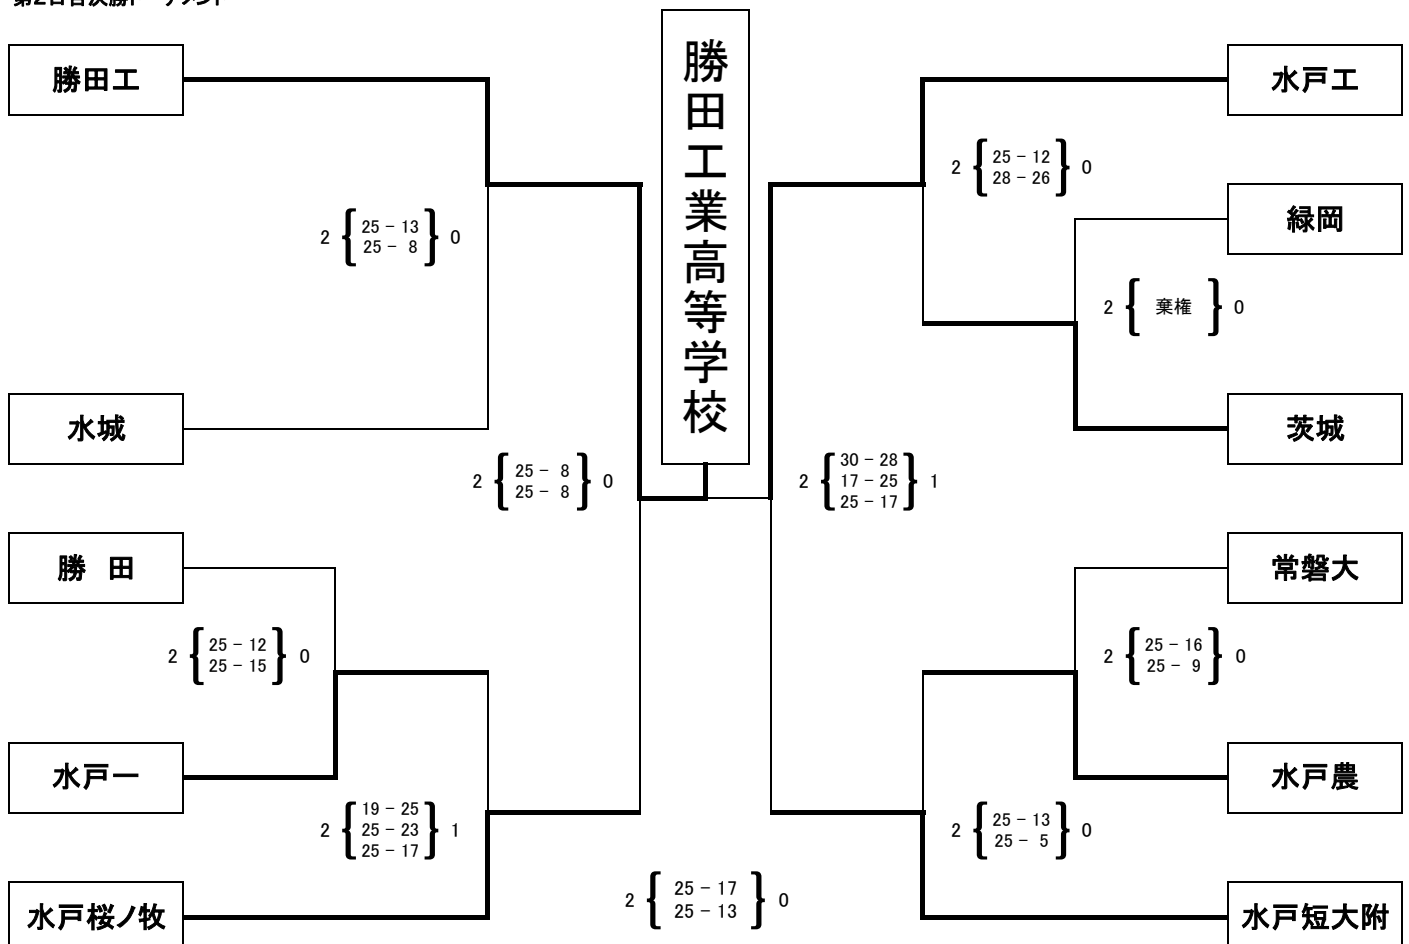 勝田工業高等学校
勝田工
水戸工
2 { 25 - 12 } 0
28 - 26
緑岡
2 { 25 - 13 } 0
25 - 8
2 { 棄権 } 0
水城
茨城
2 { 25 - 8 } 0
25 - 8
2 { 30 - 28 } 1
17 - 25
25 - 17
勝 田
常磐大
2 { 25 - 12 } 0
25 - 15
2 { 25 - 16 } 0
25 - 9
水戸一
水戸農
2 { 19 - 25 } 1
25 - 23
25 - 17
2 { 25 - 13 } 0
25 - 5
水戸桜ノ牧
2 { 25 - 17 } 0
25 - 13
水戸短大附